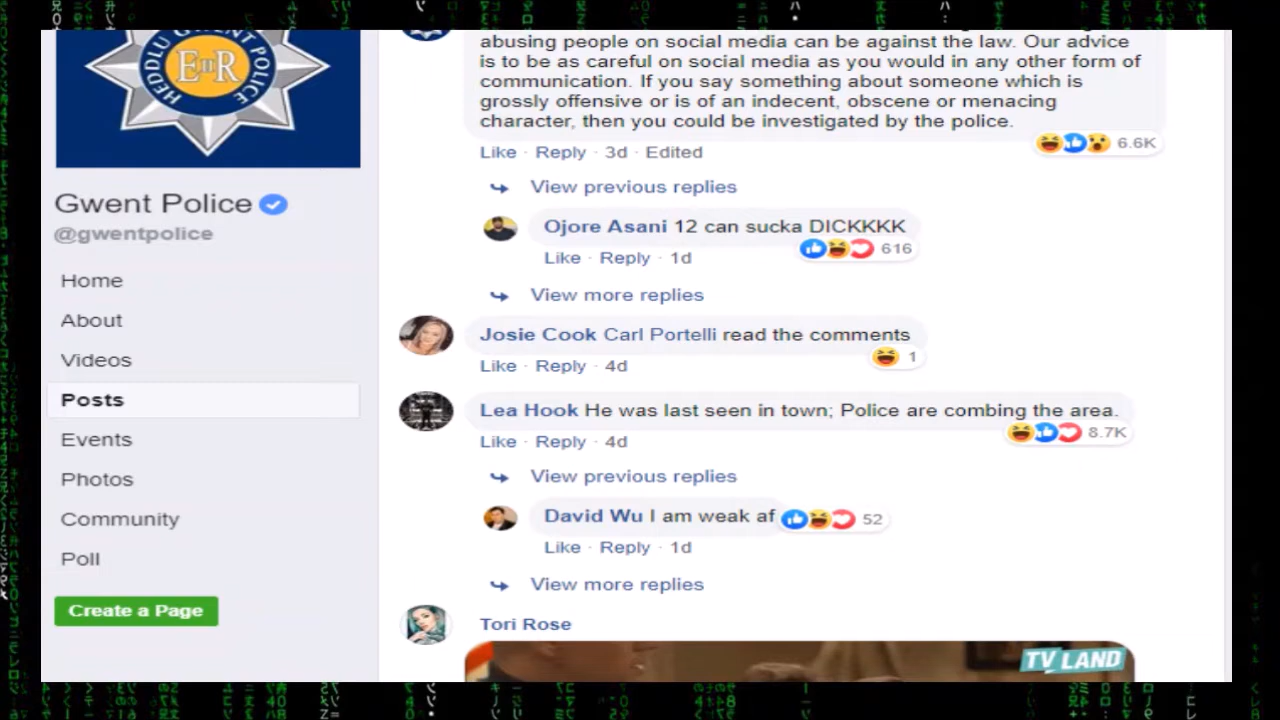 HEDDLU GWENT POLICE
EIIR
Gwent Police
@gwentpolice
Home
About
Videos
Posts
Events
Photos
Community
Poll
Create a Page
abusing people on social media can be against the law. Our advice
is to be as careful on social media as you would in any other form of
communication. If you say something about someone which is
grossly offensive or is of an indecent, obscene or menacing
character, then you could be investigated by the police.
6.6K
Like · Reply · 3d · Edited
View previous replies
Ojore Asani 12 can sucka DICKKKK
616
Like · Reply · 1d
View more replies
Josie Cook Carl Portelli read the comments
1
Like · Reply · 4d
Lea Hook He was last seen in town; Police are combing the area.
8.7K
Like · Reply · 4d
View previous replies
David Wu I am weak af
52
Like · Reply · 1d
View more replies
Tori Rose
TV LAND